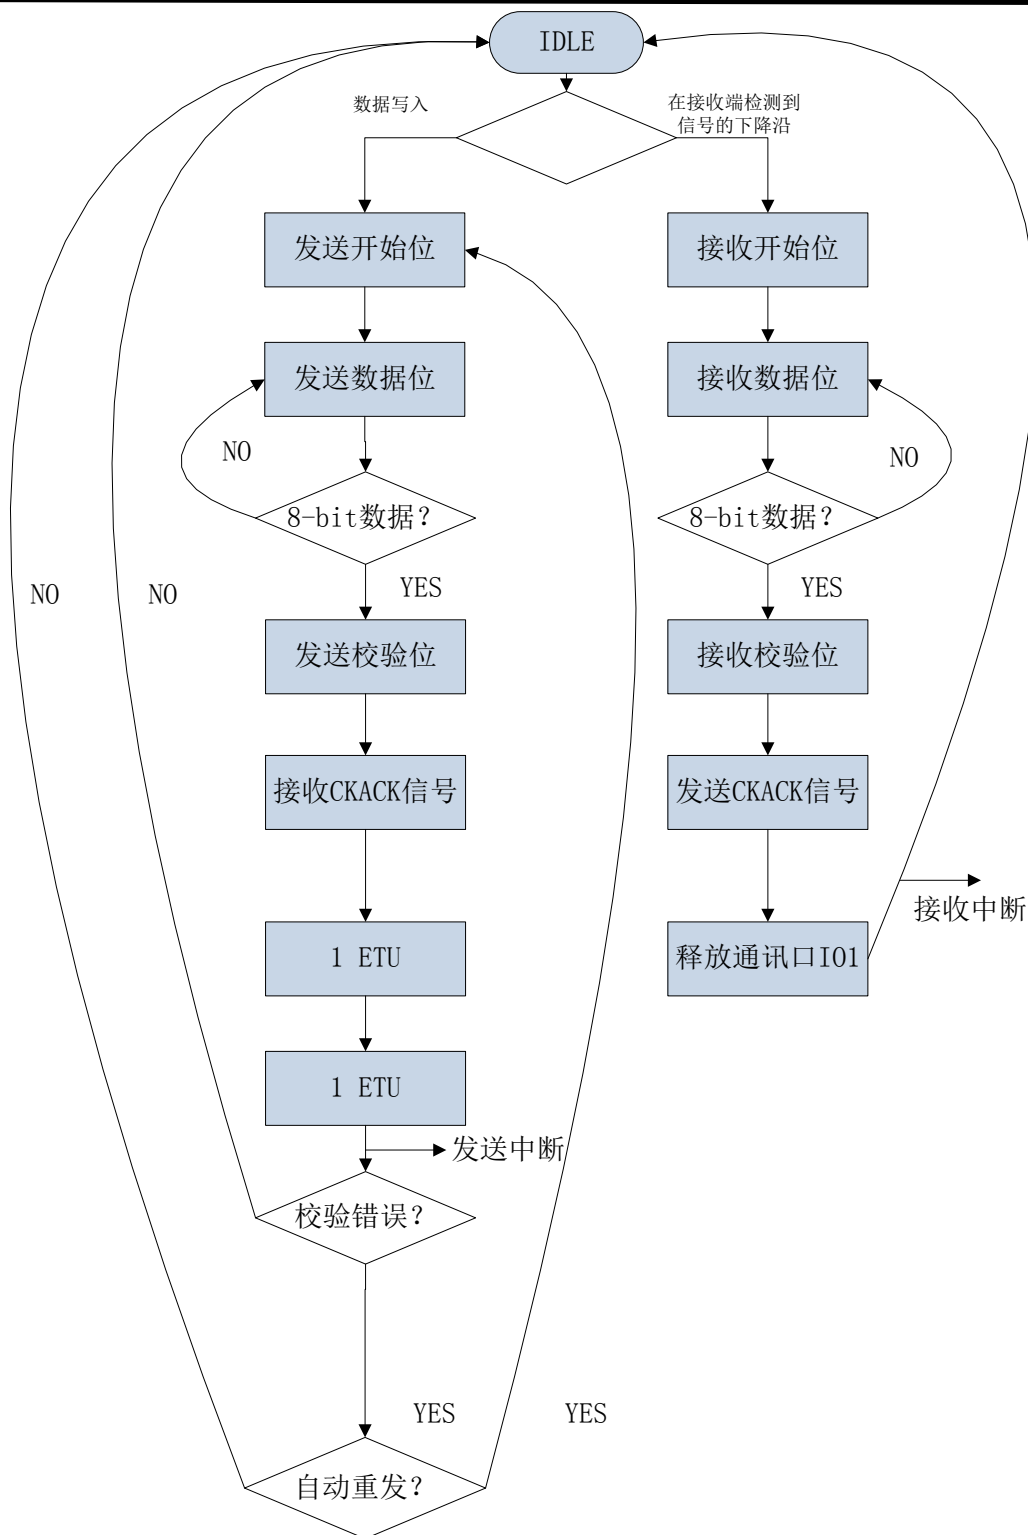 IDLE
数据写入
在接收端检测到
信号的下降沿
发送开始位
接收开始位
发送数据位
接收数据位
NO
NO
8-bit数据?
8-bit数据?
YES
YES
NO
NO
发送校验位
接收校验位
接收CKACK信号
发送CKACK信号
接收中断
1 ETU
释放通讯口IO1
1 ETU
发送中断
校验错误?
YES
YES
自动重发?